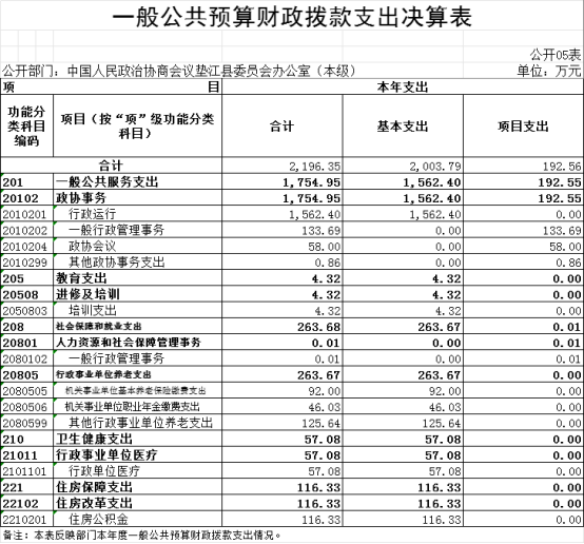 一般公共预算财政拨款支出决算表
公开05表
公开部门：中国人民政治协商会议垫江县委员会办公室（本级） 单位：万元
项 目 本年支出
功能分类科目编码 项目（按“项”级功能分类科目） 合计 基本支出 项目支出
合计 2,196.35 2,003.79 192.56
201 一般公共服务支出 1,754.95 1,562.40 192.55
20102 政协事务 1,754.95 1,562.40 192.55
2010201 行政运行 1,562.40 1,562.40 0.00
2010202 一般行政管理事务 133.69 0.00 133.69
2010204 政协会议 58.00 0.00 58.00
2010299 其他政协事务支出 0.86 0.00 0.86
205 教育支出 4.32 4.32 0.00
20508 进修及培训 4.32 4.32 0.00
2050803 培训支出 4.32 4.32 0.00
208 社会保障和就业支出 263.68 263.67 0.01
20801 人力资源和社会保障管理事务 0.01 0.00 0.01
2080102 一般行政管理事务 0.01 0.00 0.01
20805 行政事业单位养老支出 263.67 263.67 0.00
2080505 机关事业单位基本养老保险缴费支出 92.00 92.00 0.00
2080506 机关事业单位职业年金缴费支出 46.03 46.03 0.00
2080599 其他行政事业单位养老支出 125.64 125.64 0.00
210 卫生健康支出 57.08 57.08 0.00
21011 行政事业单位医疗 57.08 57.08 0.00
2101101 行政单位医疗 57.08 57.08 0.00
221 住房保障支出 116.33 116.33 0.00
22102 住房改革支出 116.33 116.33 0.00
2210201 住房公积金 116.33 116.33 0.00
备注：本表反映部门本年度一般公共预算财政拨款支出情况。